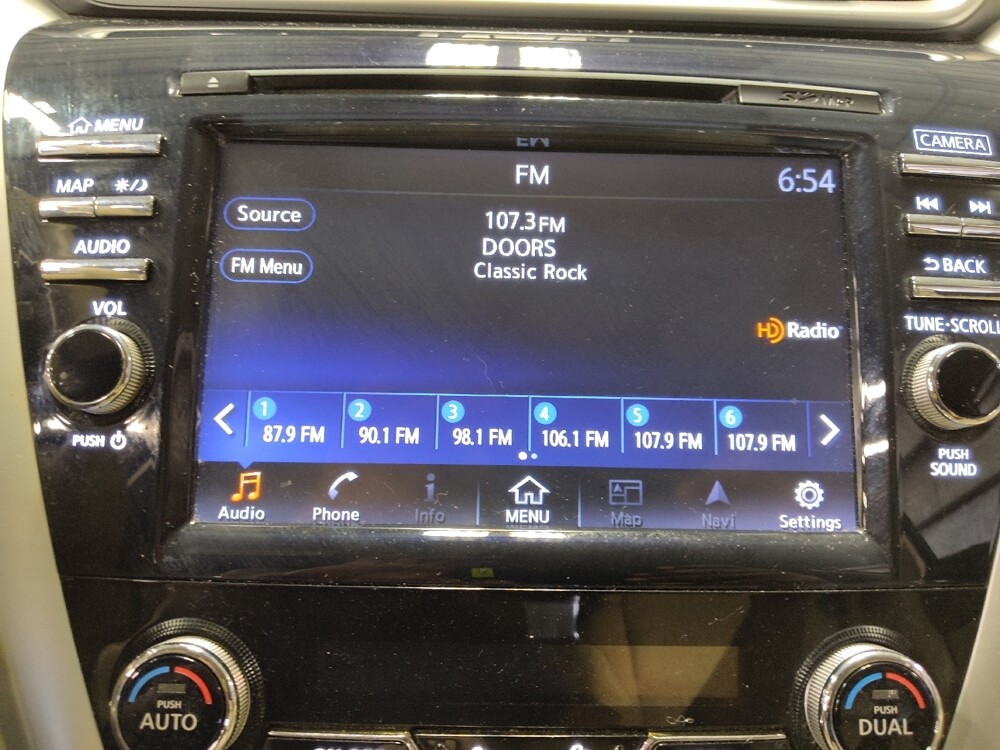 MENU
MAP
AUDIO
VOL
PUSH
FM
6:54
Source
FM Menu
107.3 FM
DOORS
Classic Rock
HD Radio
1 2 3 4 5 6
87.9 FM 90.1 FM 98.1 FM 106.1 FM 107.9 FM 107.9 FM
Audio Phone Info MENU Map Navi Settings
CAMERA
BACK
TUNE·SCROLL
PUSH
SOUND
PUSH
AUTO
PUSH
DUAL